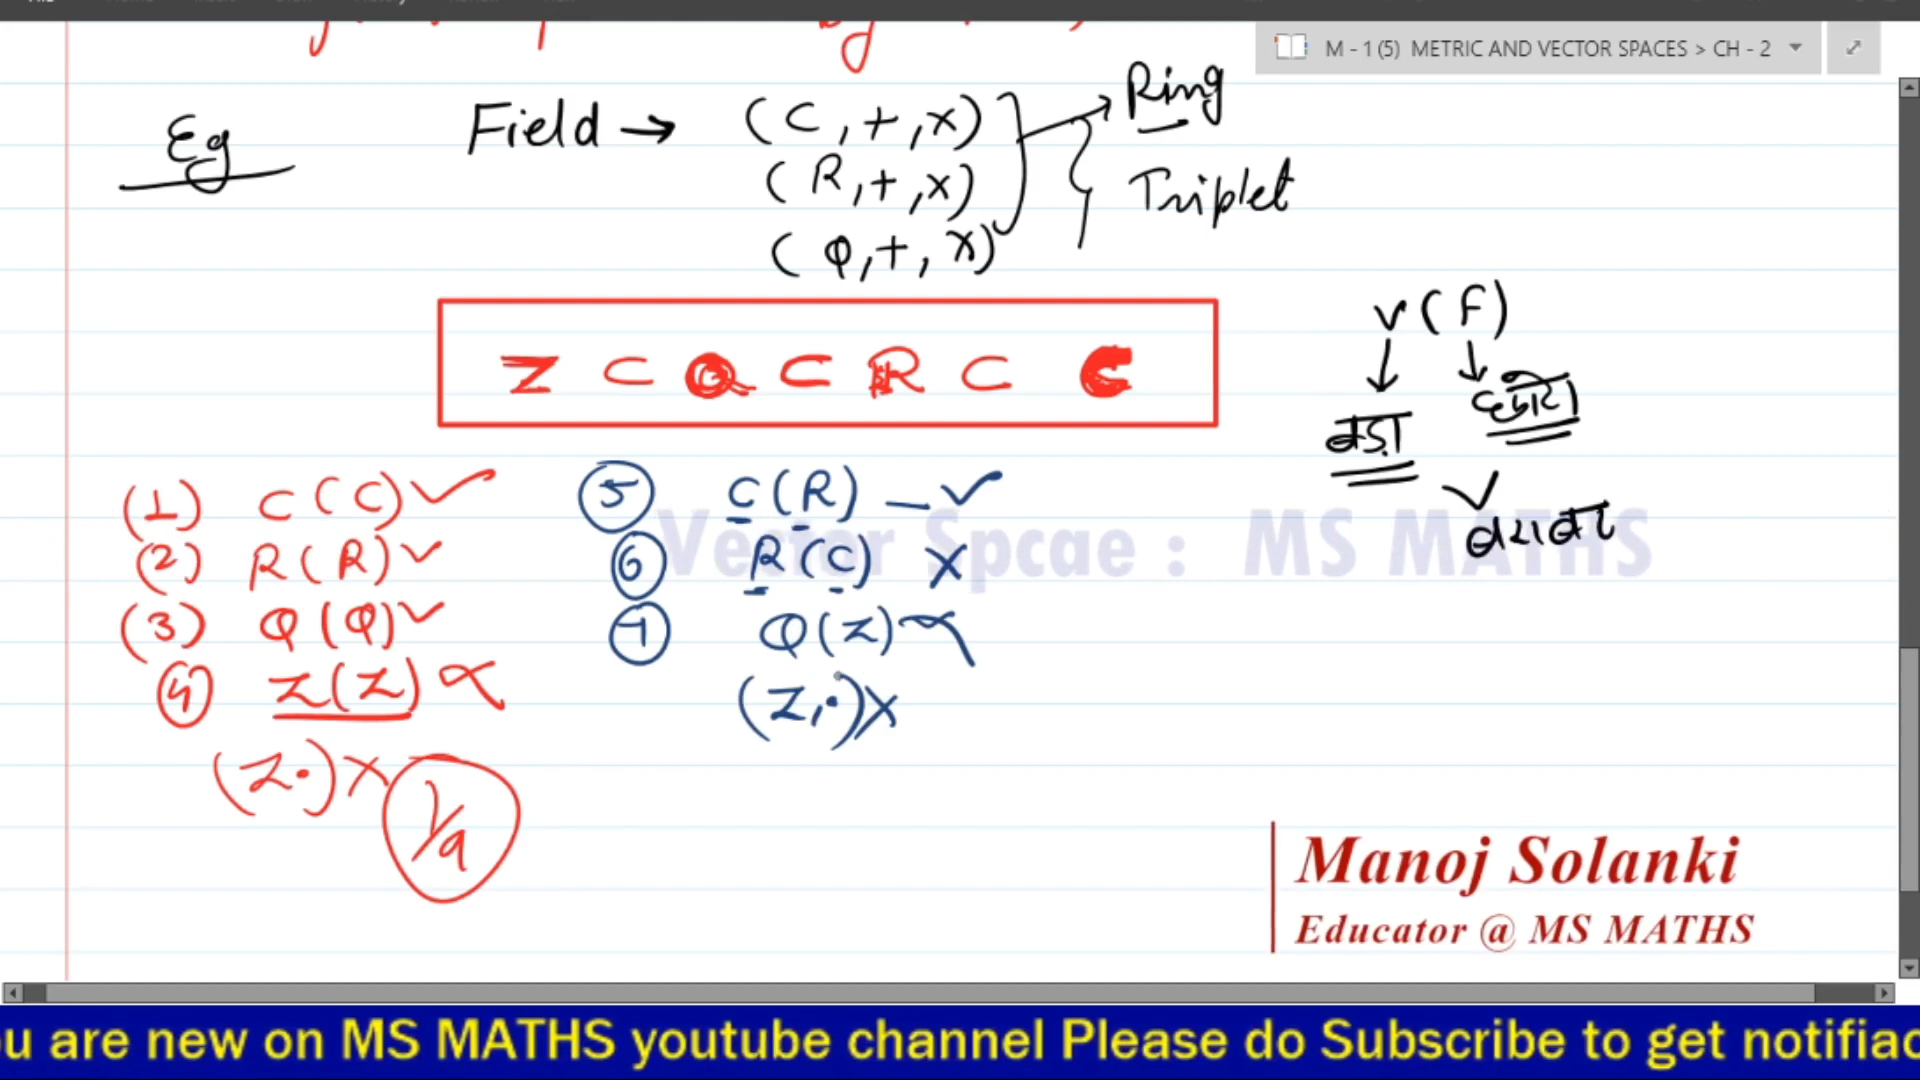 M - 1 (5) METRIC AND VECTOR SPACES > CH - 2
Eg
Field → (C, +, x)
(R, +, x)
(Q, +, x)
Ring
Triplet
Z ⊂ Q ⊂ R ⊂ C
V (F)
बड़ा
छोटा
(1) C (C) ✓
(2) R (R) ✓
(3) Q (Q) ✓
(4) Z (Z) ×
(Z ·) X
1/a
(5) C (R) – ✓
(6) R (C) X
(7) Q (Z) ×
(Z, ·) X
Vector Spcae : MS MATHS
Manoj Solanki
Educator @ MS MATHS
u are new on MS MATHS youtube channel Please do Subscribe to get notifiac